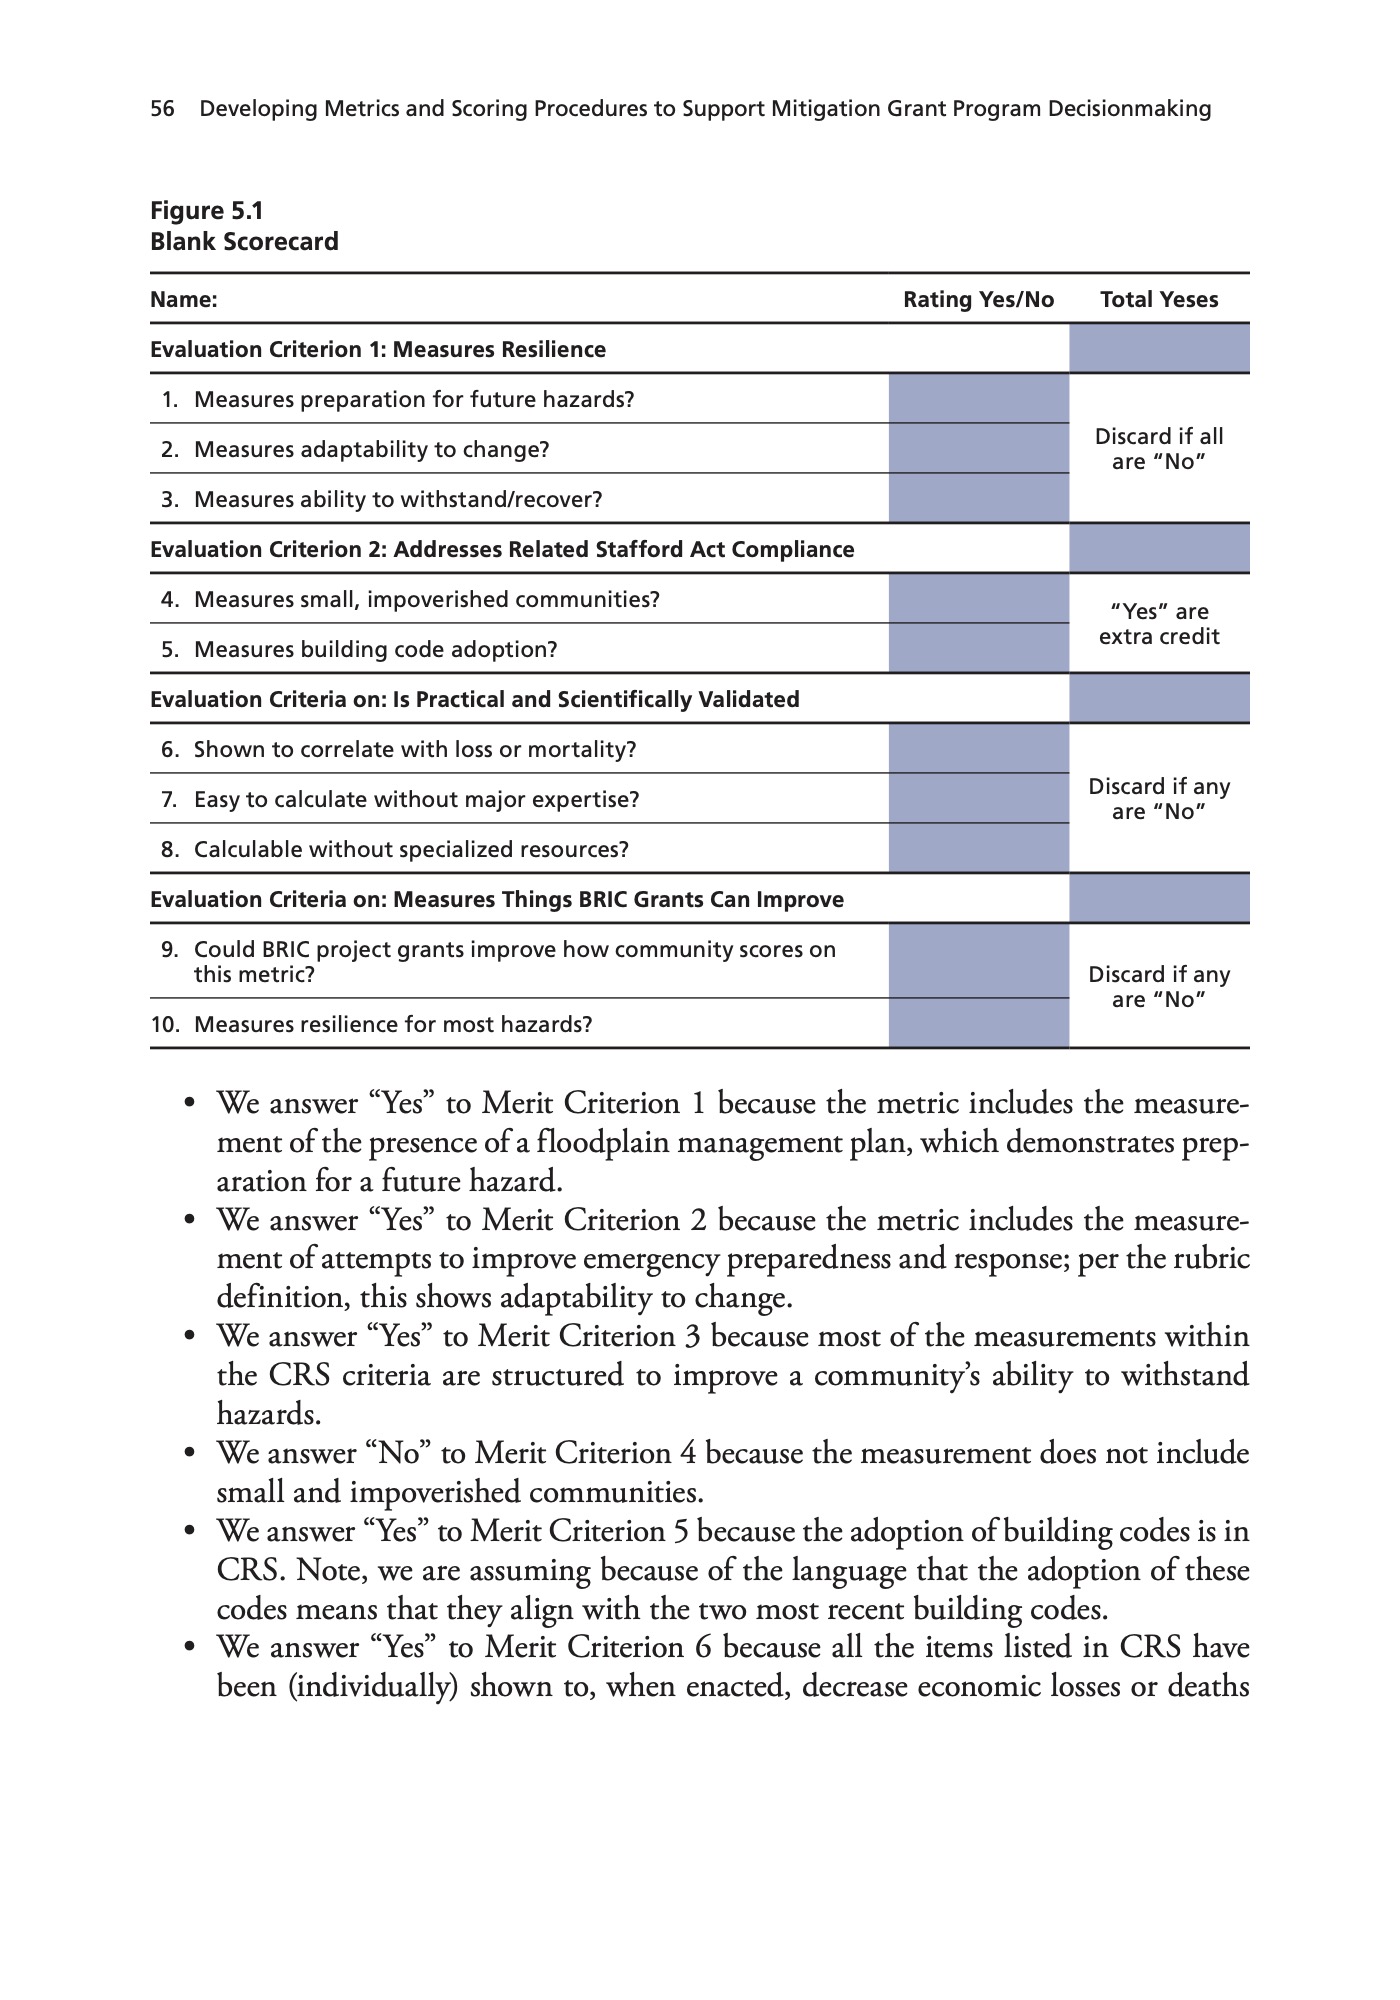 56 Developing Metrics and Scoring Procedures to Support Mitigation Grant Program Decisionmaking
Figure 5.1
Blank Scorecard
Name: Rating Yes/No Total Yeses
Evaluation Criterion 1: Measures Resilience
1. Measures preparation for future hazards?
2. Measures adaptability to change?
3. Measures ability to withstand/recover?
Discard if all
are “No”
Evaluation Criterion 2: Addresses Related Stafford Act Compliance
4. Measures small, impoverished communities?
5. Measures building code adoption?
“Yes” are
extra credit
Evaluation Criteria on: Is Practical and Scientifically Validated
6. Shown to correlate with loss or mortality?
7. Easy to calculate without major expertise?
8. Calculable without specialized resources?
Discard if any
are “No”
Evaluation Criteria on: Measures Things BRIC Grants Can Improve
9. Could BRIC project grants improve how community scores on
this metric?
10. Measures resilience for most hazards?
Discard if any
are “No”
• We answer “Yes” to Merit Criterion 1 because the metric includes the measure-
ment of the presence of a floodplain management plan, which demonstrates prep-
aration for a future hazard.
• We answer “Yes” to Merit Criterion 2 because the metric includes the measure-
ment of attempts to improve emergency preparedness and response; per the rubric
definition, this shows adaptability to change.
• We answer “Yes” to Merit Criterion 3 because most of the measurements within
the CRS criteria are structured to improve a community’s ability to withstand
hazards.
• We answer “No” to Merit Criterion 4 because the measurement does not include
small and impoverished communities.
• We answer “Yes” to Merit Criterion 5 because the adoption of building codes is in
CRS. Note, we are assuming because of the language that the adoption of these
codes means that they align with the two most recent building codes.
• We answer “Yes” to Merit Criterion 6 because all the items listed in CRS have
been (individually) shown to, when enacted, decrease economic losses or deaths